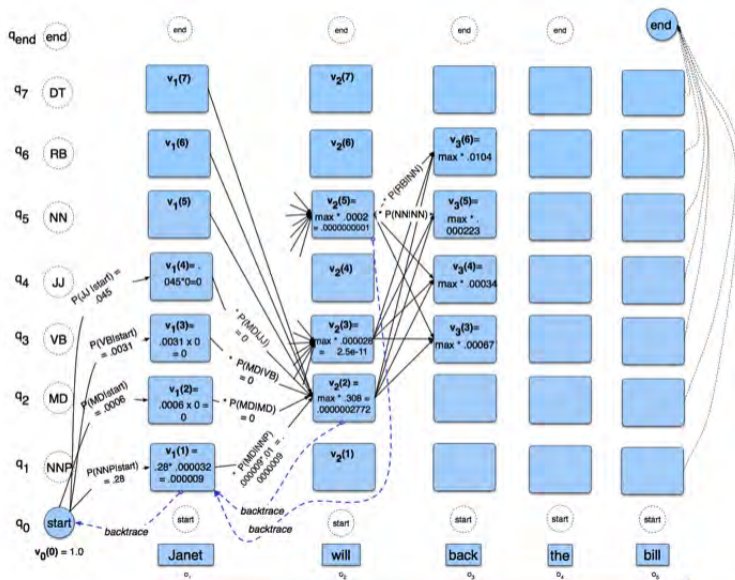 q_end end end end end end end
q7 DT v1(7) v2(7)
q6 RB v1(6) v2(6) v3(6)=
max * .0104
* P(RB|NN)
q5 NN v1(5) v2(5)= v3(5)=
max * .0002 * P(NN|NN) max * .
= .0000000001 000223
q4 JJ v1(4)= . v2(4) v3(4)=
045*0=0 max * .00034
P(JJ |start) =
.045
* P(MD|JJ)
= 0
q3 VB v1(3)= v2(3)= v3(3)=
.0031 x 0 max * .000028 max * .00067
= 0 = 2.5e-11
P(VB|start)
= .0031
* P(MD|VB)
= 0
q2 MD v1(2)= v2(2) =
.0006 x 0 = max * .308 =
0 .0000002772
P(MD|start)
= .0006
* P(MD|MD)
= 0
q1 NNP v1(1) = v2(1)
.28* .000032
= .000009
P(NNP|start)
= .28
* P(MD|NNP)
.000009*.01 = .
0000009
q0 start start start start start start
backtrace
backtrace
backtrace
v0(0) = 1.0
Janet will back the bill
o1 o2 o3 o4 o5